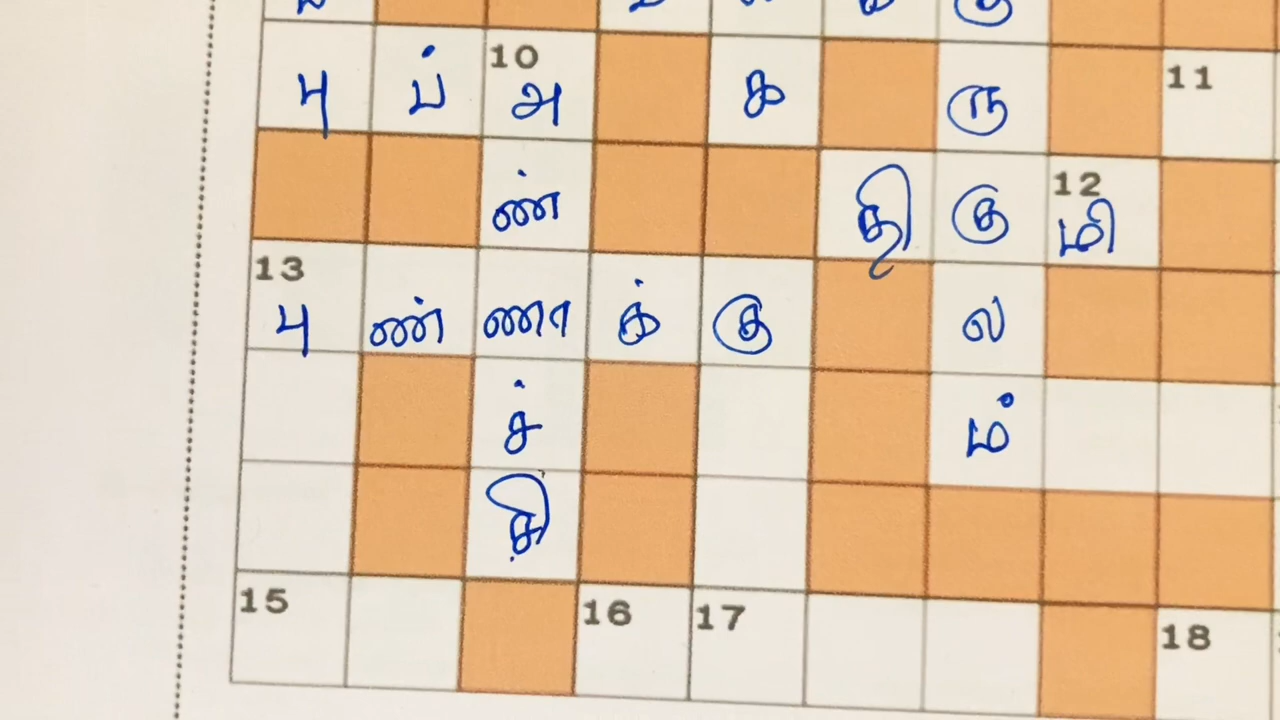 10
பு ப் அ க ரு 11
ண் தி கு 12 மி
13
பு ண் ணா க் கு ல
ச் ம்
சி
15 16 17 18